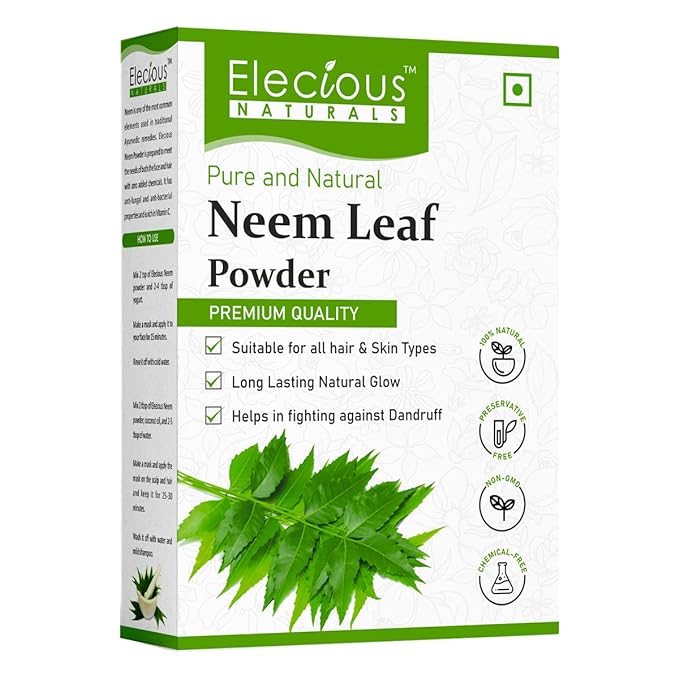 Elecious™
NATURALS
Neem is one of the most common
elements used in traditional
Ayurvedic remedies. Elecious
Neem Powder is prepared to meet
the needs of both the face and hair
with zero added chemicals. It has
anti-fungal and anti-bacterial
properties and is rich in Vitamin C.
HOW TO USE
Mix 2 tsp of Elecious Neem
powder and 2-4 tbsp of
yogurt.
Make a mask and apply it to
your face for 15 minutes.
Rinse it off with cold water.
Mix 2 tbsp of Elecious Neem
powder, coconut oil, and 2-5
tbsp of water.
Make a mask and apply the
mask on the scalp and hair
and keep it for 25-30
minutes.
Wash it off with water and
mild shampoo.
Elecious™
NATURALS
Pure and Natural
Neem Leaf
Powder
PREMIUM QUALITY
Suitable for all hair & Skin Types
Long Lasting Natural Glow
Helps in fighting against Dandruff
100% NATURAL
PRESERVATIVE
FREE
NON-GMO
CHEMICAL-FREE